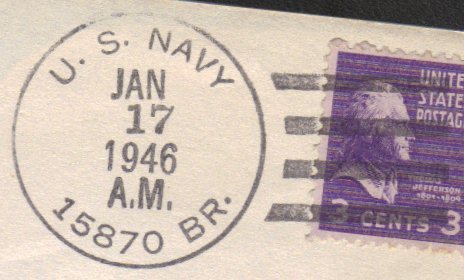 U. S. NAVY
JAN
17
1946
A.M.
15870 BR.
UNITED
STATES
POSTAGE
JEFFERSON
1801-1809
3 CENTS 3